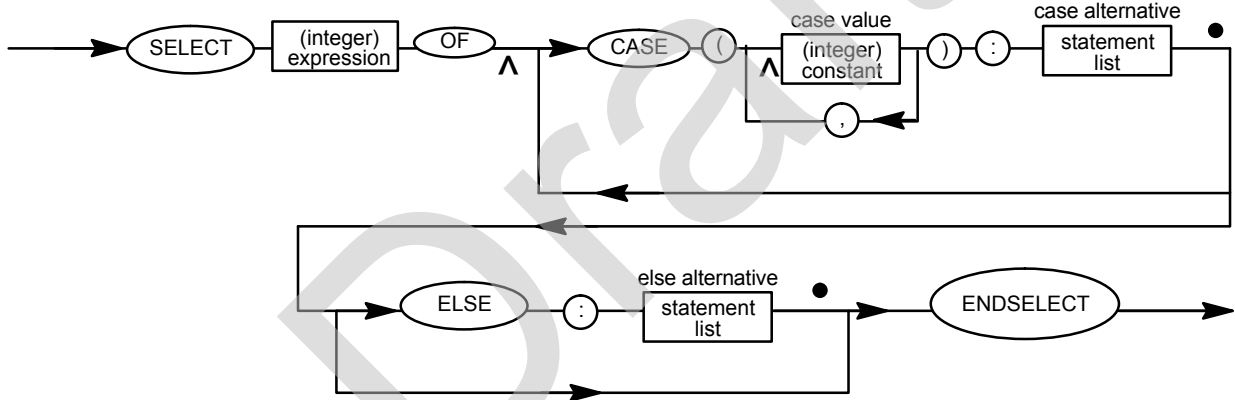 SELECT
(integer)
expression
OF
^
CASE
(
^
case value
(integer)
constant
,
)
:
case alternative
statement
list
ELSE
:
else alternative
statement
list
ENDSELECT
Draft